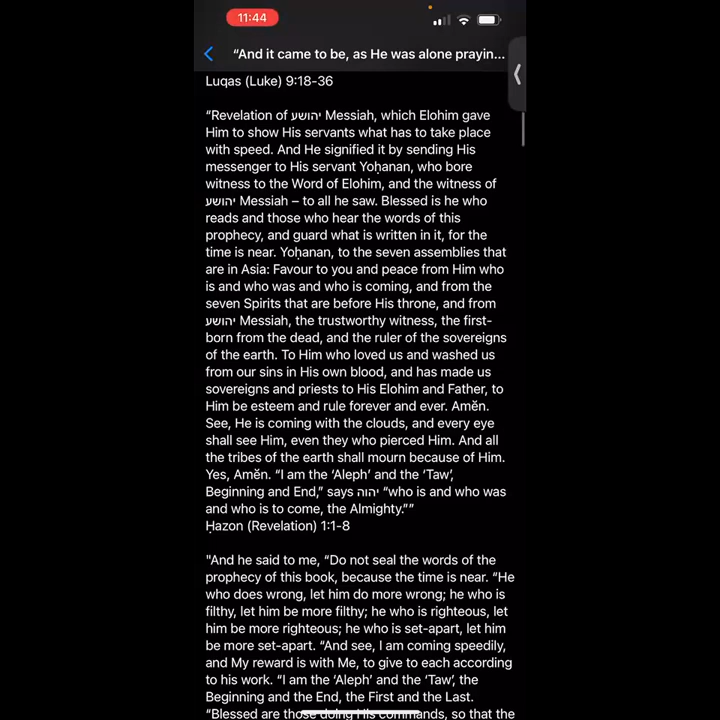 11:44
“And it came to be, as He was alone prayin...
Luqas (Luke) 9:18-36
“Revelation of יהושע Messiah, which Elohim gave
Him to show His servants what has to take place
with speed. And He signified it by sending His
messenger to His servant Yoḥanan, who bore
witness to the Word of Elohim, and the witness of
יהושע Messiah – to all he saw. Blessed is he who
reads and those who hear the words of this
prophecy, and guard what is written in it, for the
time is near. Yoḥanan, to the seven assemblies that
are in Asia: Favour to you and peace from Him who
is and who was and who is coming, and from the
seven Spirits that are before His throne, and from
יהושע Messiah, the trustworthy witness, the first-
born from the dead, and the ruler of the sovereigns
of the earth. To Him who loved us and washed us
from our sins in His own blood, and has made us
sovereigns and priests to His Elohim and Father, to
Him be esteem and rule forever and ever. Amĕn.
See, He is coming with the clouds, and every eye
shall see Him, even they who pierced Him. And all
the tribes of the earth shall mourn because of Him.
Yes, Amĕn. “I am the ‘Aleph’ and the ‘Taw’,
Beginning and End,” says יהוה “who is and who was
and who is to come, the Almighty.””
Ḥazon (Revelation) 1:1-8
"And he said to me, “Do not seal the words of the
prophecy of this book, because the time is near. “He
who does wrong, let him do more wrong; he who is
filthy, let him be more filthy; he who is righteous, let
him be more righteous; he who is set-apart, let him
be more set-apart. “And see, I am coming speedily,
and My reward is with Me, to give to each according
to his work. “I am the ‘Aleph’ and the ‘Taw’, the
Beginning and the End, the First and the Last.
“Blessed are those doing His commands, so that the